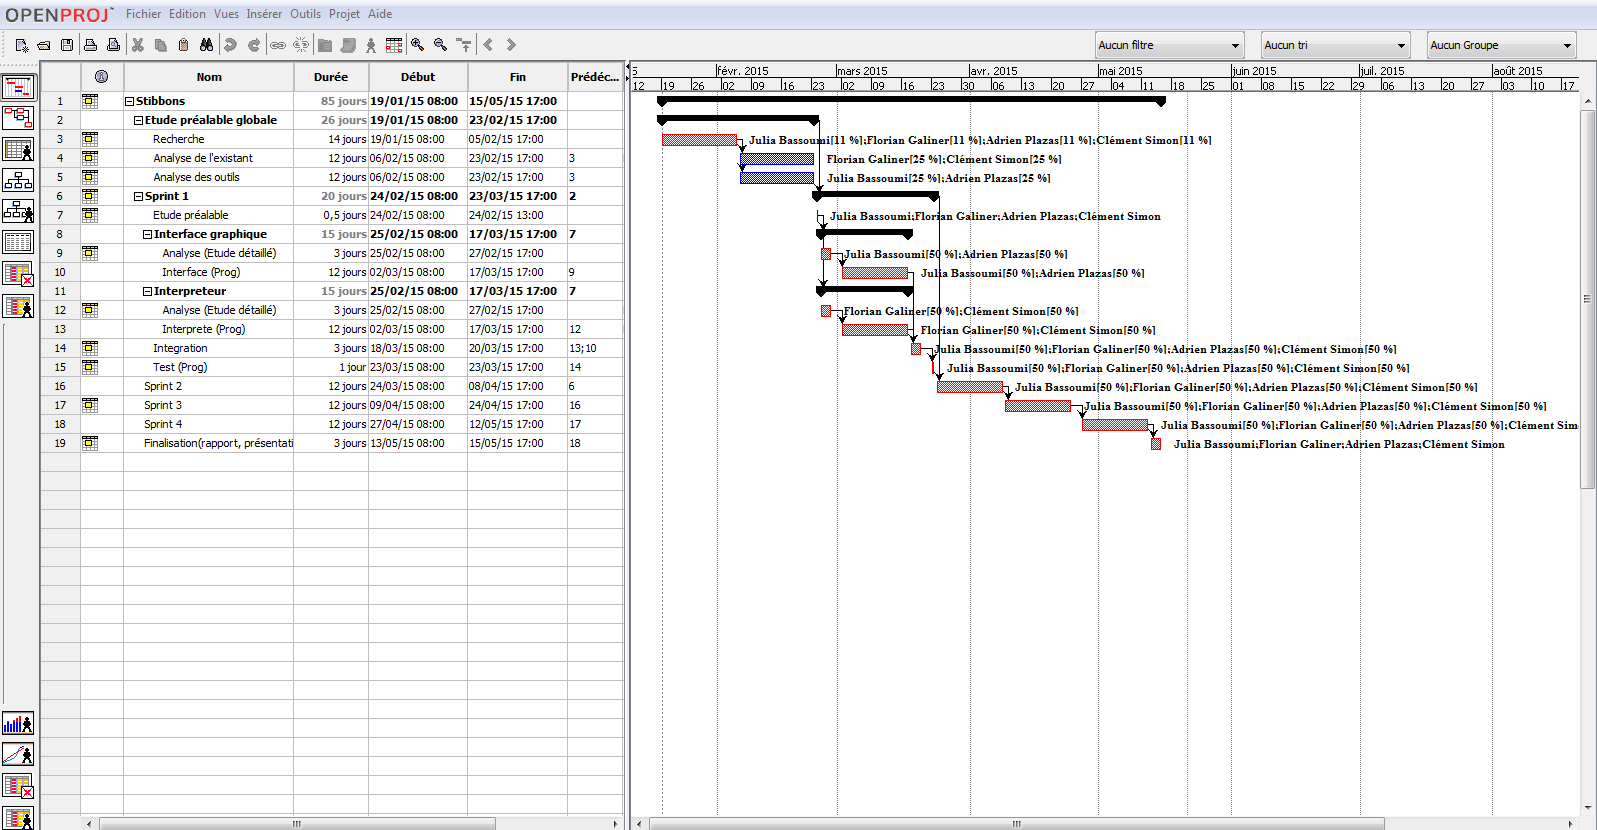 OPENPROJ™ Fichier Edition Vues Insérer Outils Projet Aide
Aucun filtre Aucun tri Aucun Groupe
Nom Durée Début Fin Prédéc...
5 févr. 2015 mars 2015 avr. 2015 mai 2015 juin 2015 juil. 2015 août 2015
12 19 26 02 09 16 23 02 09 16 23 30 06 13 20 27 04 11 18 25 01 08 15 22 29 06 13 20 27 03 10 17
1 Stibbons 85 jours 19/01/15 08:00 15/05/15 17:00
2 Etude préalable globale 26 jours 19/01/15 08:00 23/02/15 17:00
3 Recherche 14 jours 19/01/15 08:00 05/02/15 17:00 Julia Bassoumi[11 %];Florian Galiner[11 %];Adrien Plazas[11 %];Clément Simon[11 %]
4 Analyse de l'existant 12 jours 06/02/15 08:00 23/02/15 17:00 3 Florian Galiner[25 %];Clément Simon[25 %]
5 Analyse des outils 12 jours 06/02/15 08:00 23/02/15 17:00 3 Julia Bassoumi[25 %];Adrien Plazas[25 %]
6 Sprint 1 20 jours 24/02/15 08:00 23/03/15 17:00 2
7 Etude préalable 0,5 jours 24/02/15 08:00 24/02/15 13:00 Julia Bassoumi;Florian Galiner;Adrien Plazas;Clément Simon
8 Interface graphique 15 jours 25/02/15 08:00 17/03/15 17:00 7
9 Analyse (Etude détaillé) 3 jours 25/02/15 08:00 27/02/15 17:00 Julia Bassoumi[50 %];Adrien Plazas[50 %]
10 Interface (Prog) 12 jours 02/03/15 08:00 17/03/15 17:00 9 Julia Bassoumi[50 %];Adrien Plazas[50 %]
11 Interpreteur 15 jours 25/02/15 08:00 17/03/15 17:00 7
12 Analyse (Etude détaillé) 3 jours 25/02/15 08:00 27/02/15 17:00 Florian Galiner[50 %];Clément Simon[50 %]
13 Interprete (Prog) 12 jours 02/03/15 08:00 17/03/15 17:00 12 Florian Galiner[50 %];Clément Simon[50 %]
14 Integration 3 jours 18/03/15 08:00 20/03/15 17:00 13;10 Julia Bassoumi[50 %];Florian Galiner[50 %];Adrien Plazas[50 %];Clément Simon[50 %]
15 Test (Prog) 1 jour 23/03/15 08:00 23/03/15 17:00 14 Julia Bassoumi[50 %];Florian Galiner[50 %];Adrien Plazas[50 %];Clément Simon[50 %]
16 Sprint 2 12 jours 24/03/15 08:00 08/04/15 17:00 6 Julia Bassoumi[50 %];Florian Galiner[50 %];Adrien Plazas[50 %];Clément Simon[50 %]
17 Sprint 3 12 jours 09/04/15 08:00 24/04/15 17:00 16 Julia Bassoumi[50 %];Florian Galiner[50 %];Adrien Plazas[50 %];Clément Simon[50 %]
18 Sprint 4 12 jours 27/04/15 08:00 12/05/15 17:00 17 Julia Bassoumi[50 %];Florian Galiner[50 %];Adrien Plazas[50 %];Clément Sim
19 Finalisation(rapport, présentati 3 jours 13/05/15 08:00 15/05/15 17:00 18 Julia Bassoumi;Florian Galiner;Adrien Plazas;Clément Simon